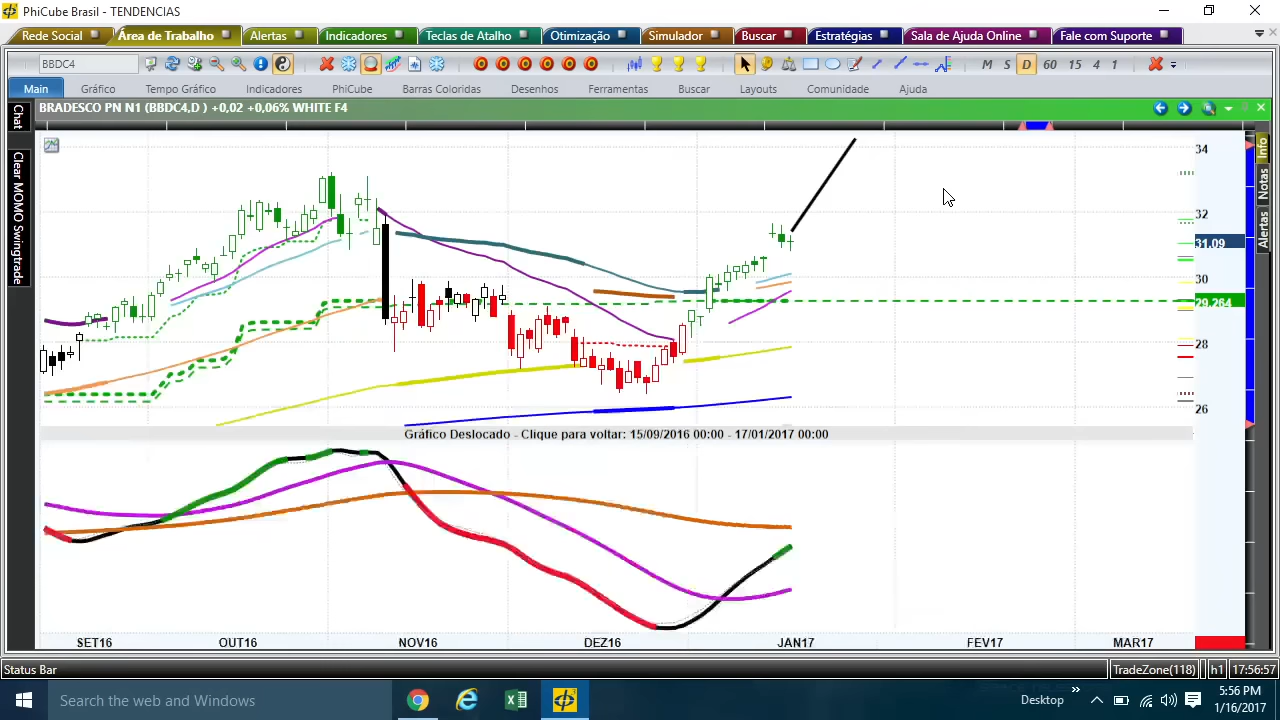 PhiCube Brasil - TENDENCIAS
Rede Social Área de Trabalho Alertas Indicadores Teclas de Atalho Otimização Simulador Buscar Estratégias Sala de Ajuda Online Fale com Suporte
BBDC4 M S D 60 15 4 1
Main Gráfico Tempo Gráfico Indicadores PhiCube Barras Coloridas Desenhos Ferramentas Buscar Layouts Comunidade Ajuda
BRADESCO PN N1 (BBDC4,D ) +0,02 +0,06% WHITE F4
Chat
Clear MOMO Swingtrade
Info
Notas
Alertas
34
32
31.09
30
29.264
28
26
Gráfico Deslocado - Clique para voltar: 15/09/2016 00:00 - 17/01/2017 00:00
SET16 OUT16 NOV16 DEZ16 JAN17 FEV17 MAR17
Status Bar TradeZone(118) h1 17:56:57
Search the web and Windows Desktop 5:56 PM
1/16/2017